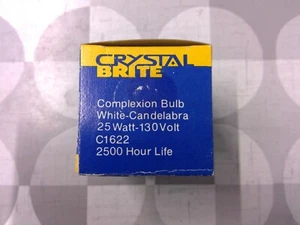 CRYSTAL
BRITE
Complexion Bulb
White-Candelabra
25 Watt-130 Volt
C1622
2500 Hour Life